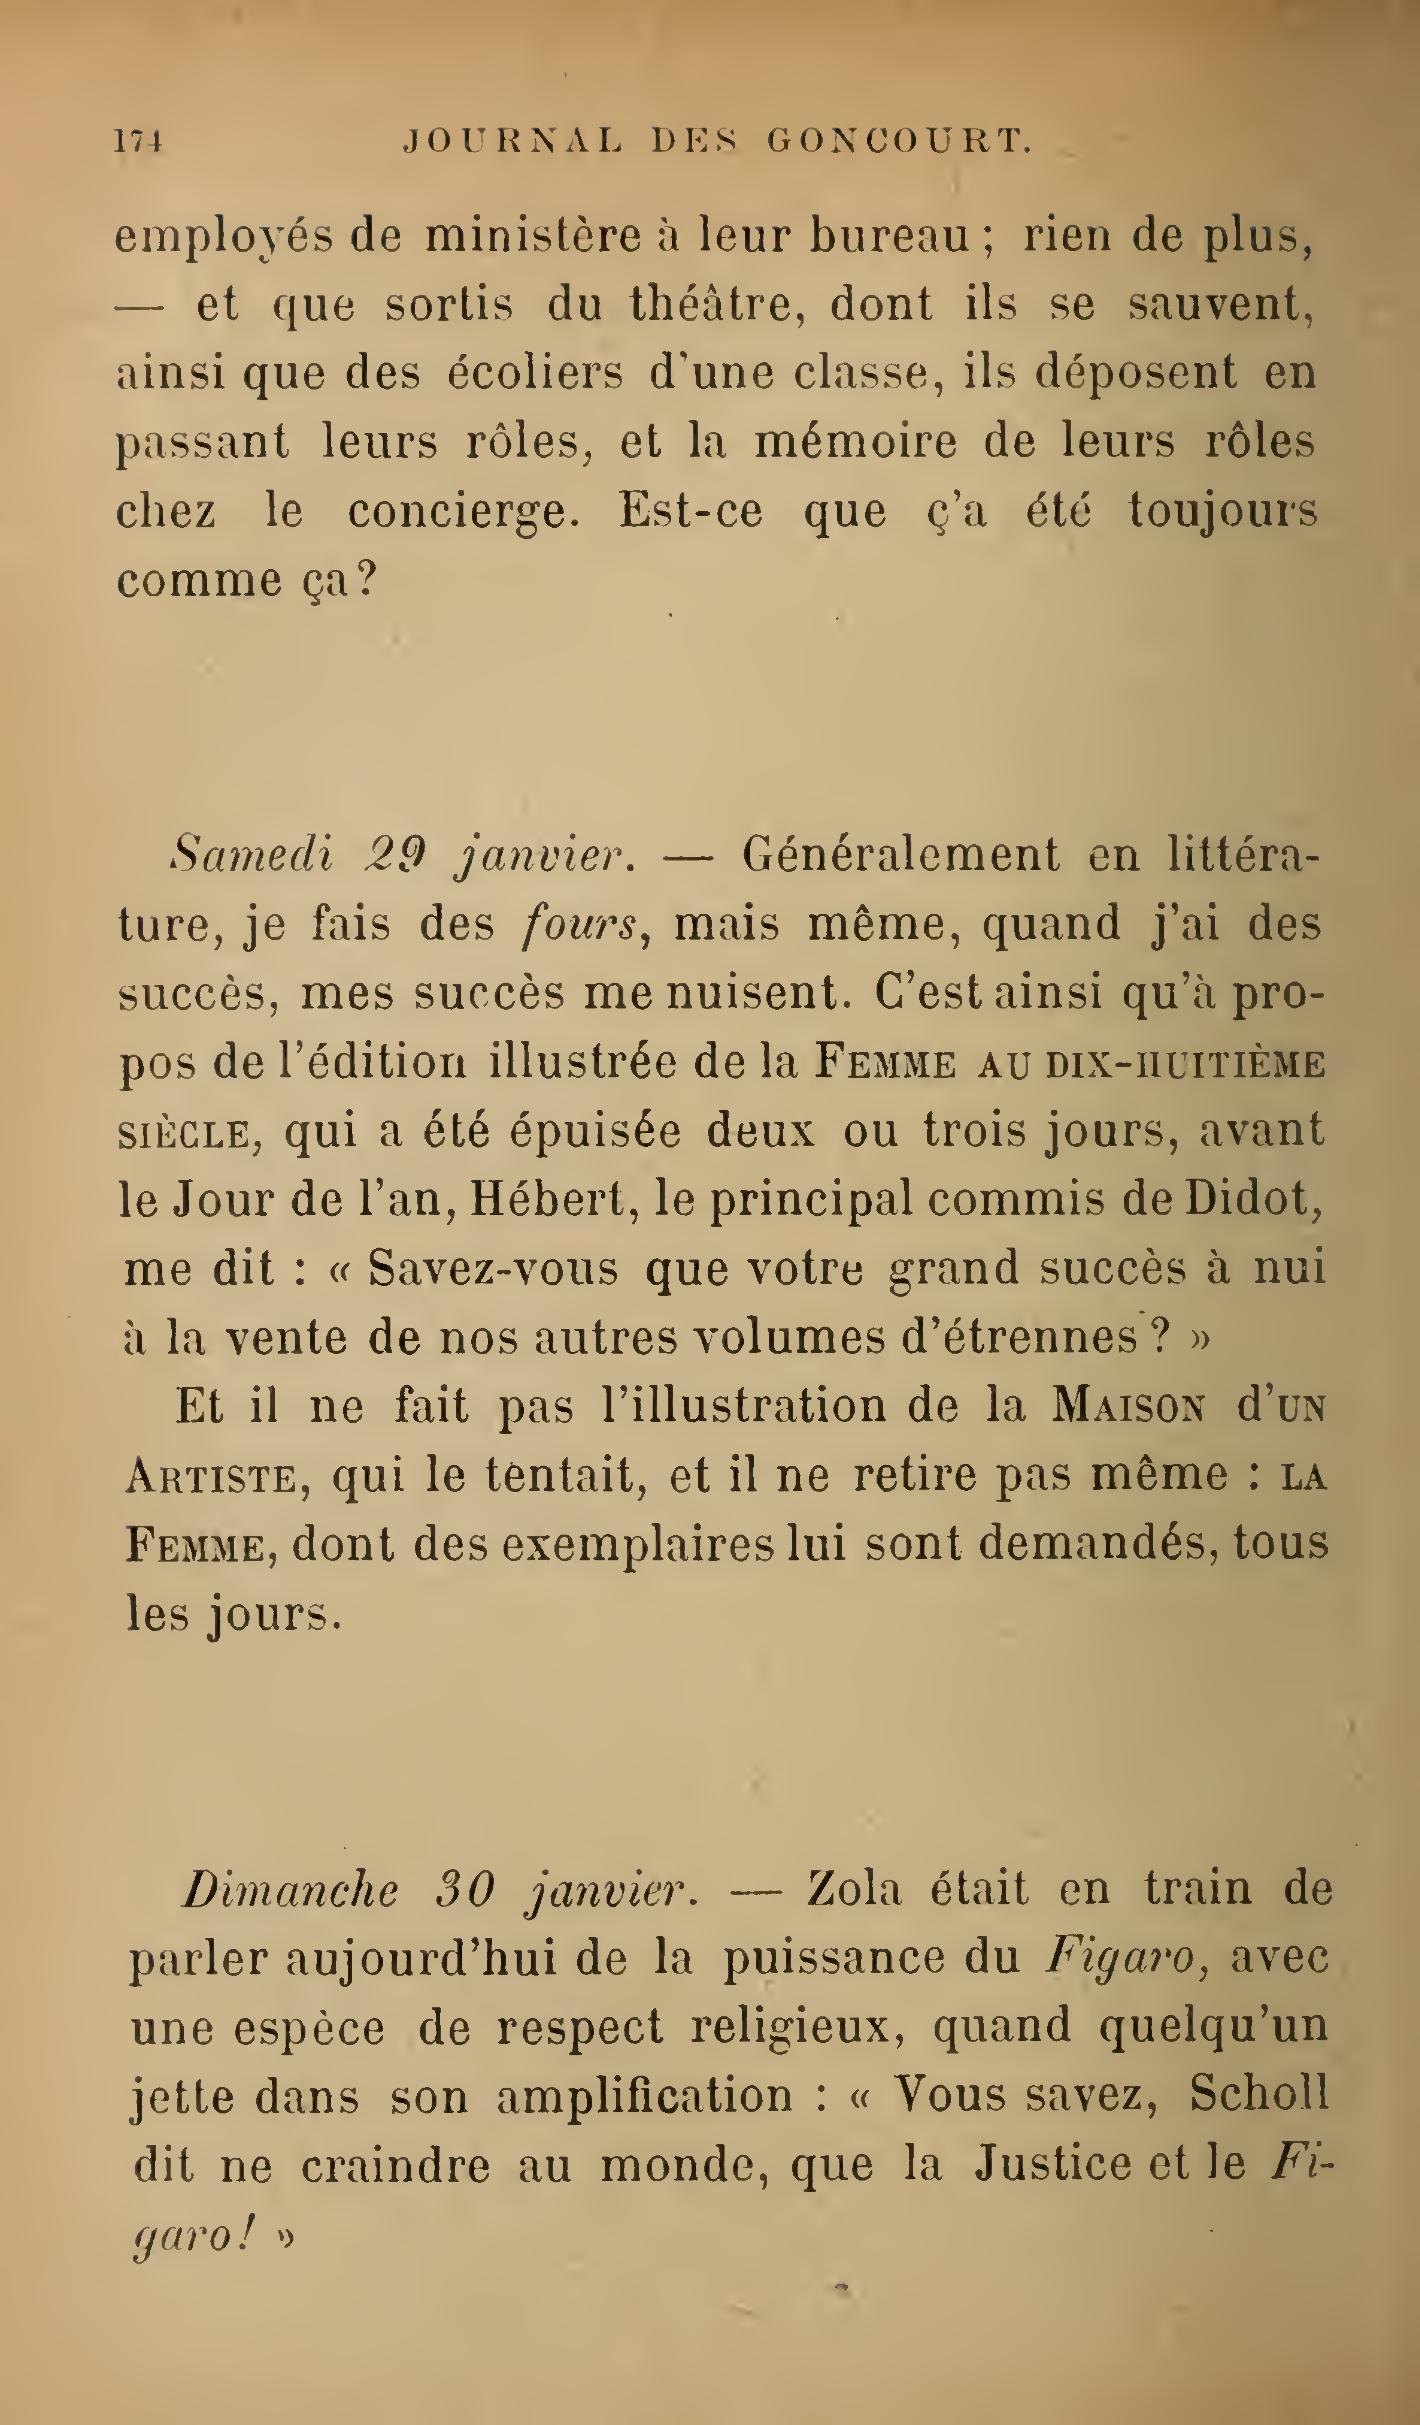 174 JOURNAL DES GONCOURT.
employés de ministère à leur bureau ; rien de plus,
— et que sortis du théâtre, dont ils se sauvent,
ainsi que des écoliers d'une classe, ils déposent en
passant leurs rôles, et la mémoire de leurs rôles
chez le concierge. Est-ce que ç'a été toujours
comme ça ?
Samedi 29 janvier. — Généralement en littéra-
ture, je fais des fours, mais même, quand j'ai des
succès, mes succès me nuisent. C'est ainsi qu'à pro-
pos de l'édition illustrée de la FEMME AU DIX-HUITIÈME
SIÈCLE, qui a été épuisée deux ou trois jours, avant
le Jour de l'an, Hébert, le principal commis de Didot,
me dit : « Savez-vous que votre grand succès à nui
à la vente de nos autres volumes d'étrennes ? »
Et il ne fait pas l'illustration de la MAISON d'UN
ARTISTE, qui le tentait, et il ne retire pas même : LA
FEMME, dont des exemplaires lui sont demandés, tous
les jours.
Dimanche 30 janvier. — Zola était en train de
parler aujourd'hui de la puissance du Figaro, avec
une espèce de respect religieux, quand quelqu'un
jette dans son amplification : « Vous savez, Scholl
dit ne craindre au monde, que la Justice et le Fi-
garo ! »